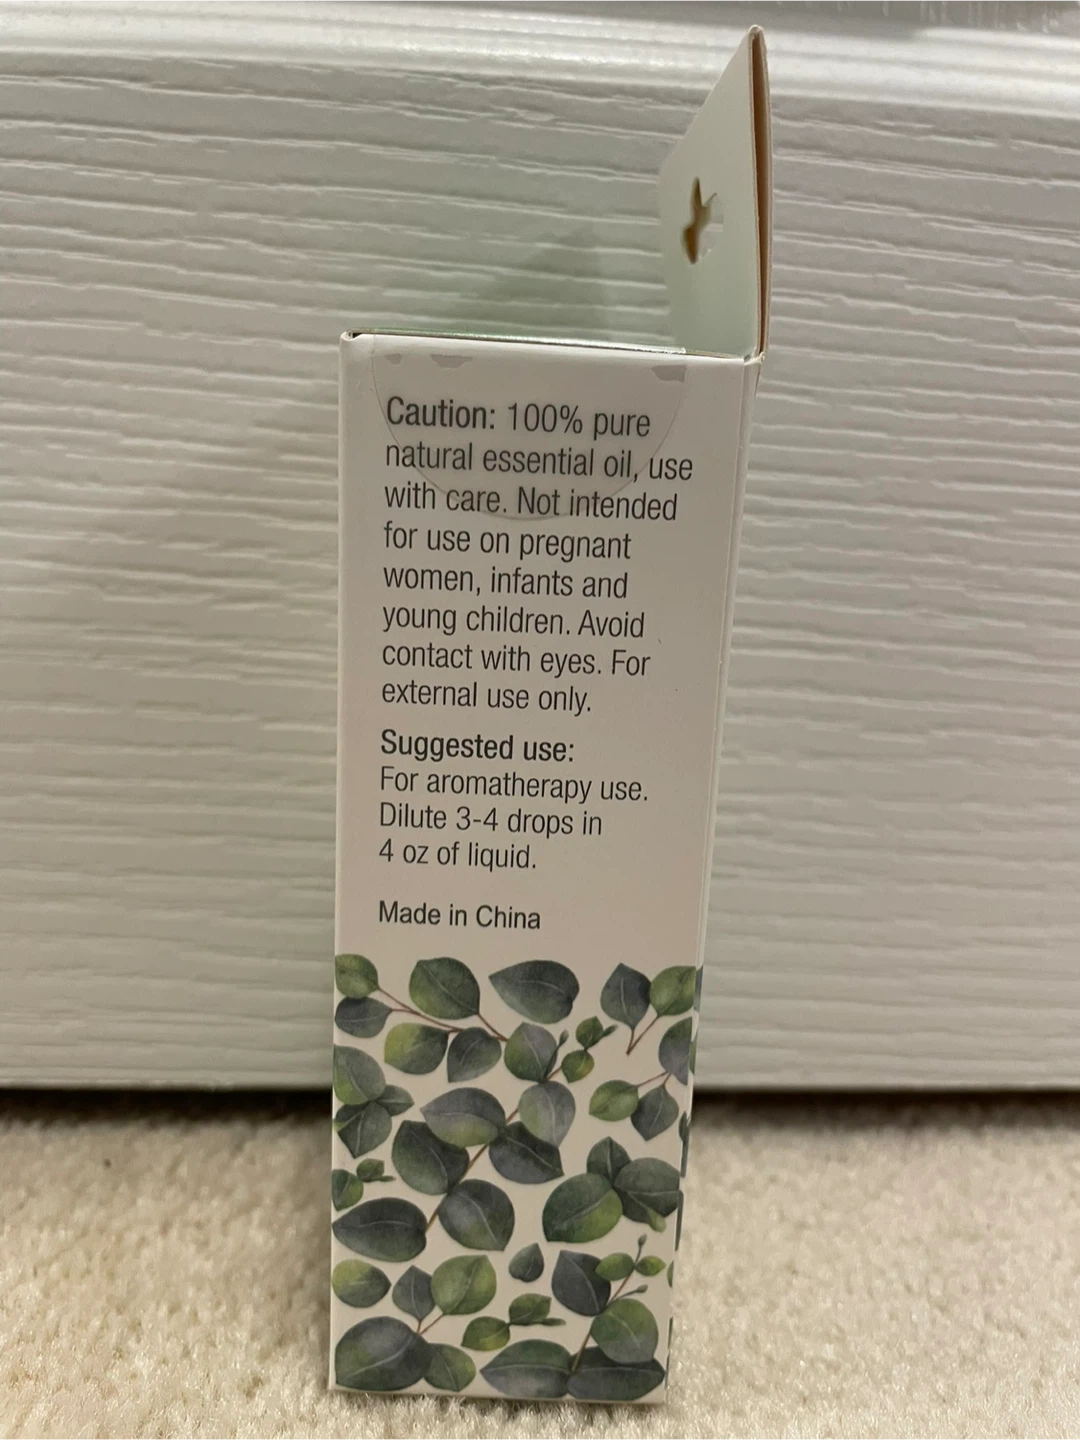 Caution: 100% pure
natural essential oil, use
with care. Not intended
for use on pregnant
women, infants and
young children. Avoid
contact with eyes. For
external use only.
Suggested use:
For aromatherapy use.
Dilute 3-4 drops in
4 oz of liquid.
Made in China